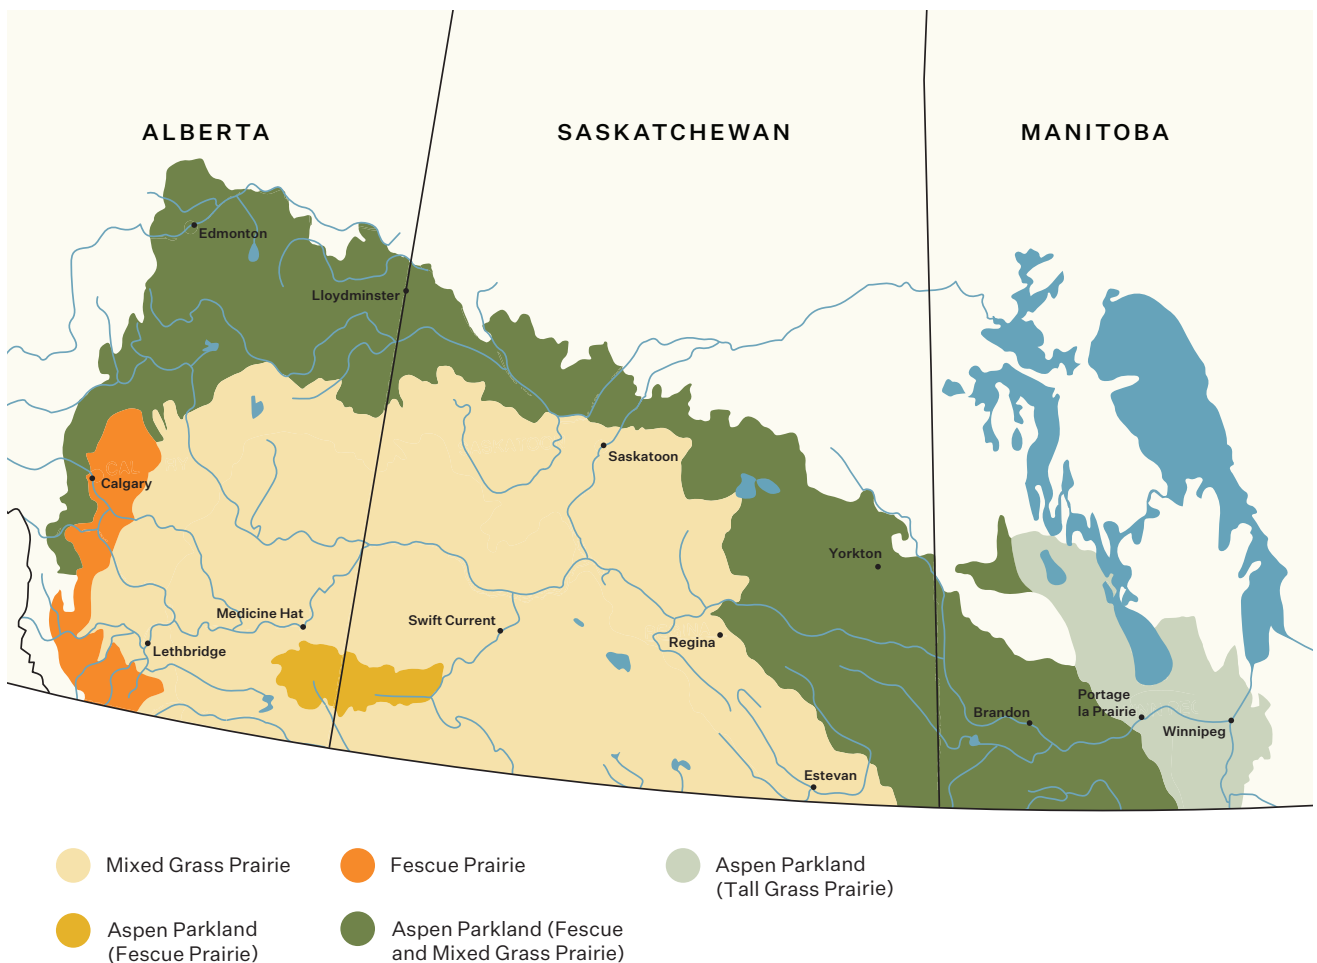 ALBERTA
SASKATCHEWAN
MANITOBA
Edmonton
Lloydminster
CAL
Calgary
Saskatoon
Yorkton
Medicine Hat
Swift Current
Lethbridge
Regina
Portage
la Prairie
Brandon
Winnipeg
Estevan
Mixed Grass Prairie
Fescue Prairie
Aspen Parkland
(Tall Grass Prairie)
Aspen Parkland
(Fescue Prairie)
Aspen Parkland (Fescue
and Mixed Grass Prairie)